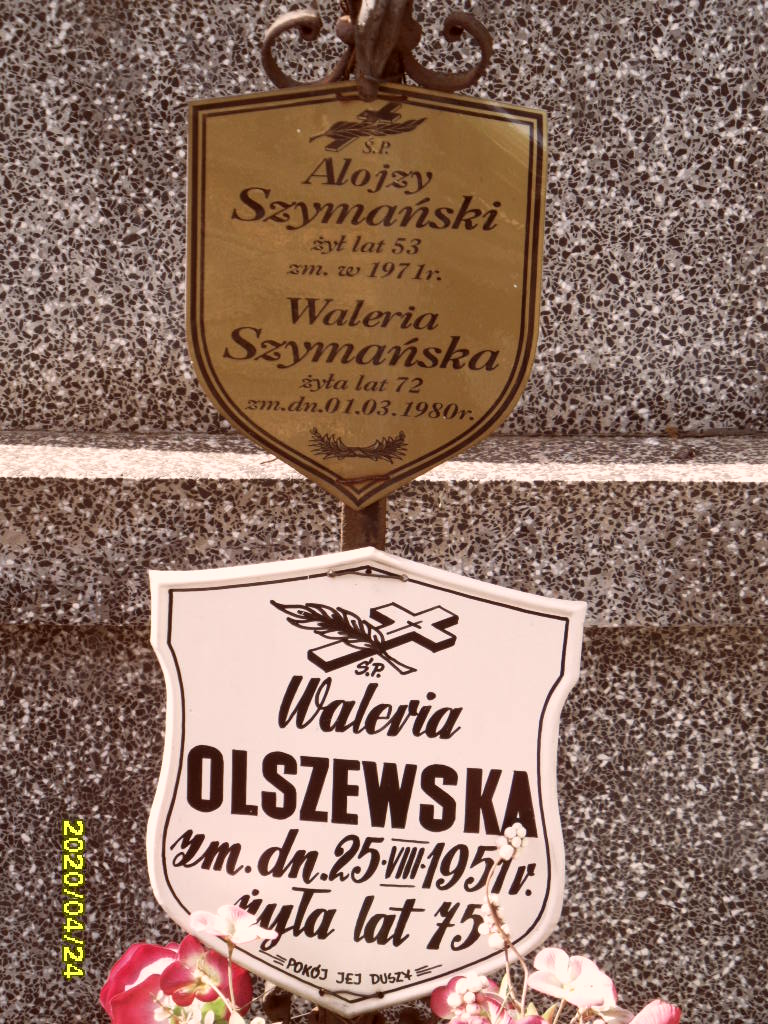 Ś.P.
Alojzy
Szymański
żył lat 53
zm. w 1971r.
Waleria
Szymańska
żyła lat 72
zm.dn.01.03.1980r.
Ś.P.
Waleria
OLSZEWSKA
zm. dn. 25·VIII·1951r.
żyła lat 75
POKÓJ JEJ DUSZY
2020/04/24